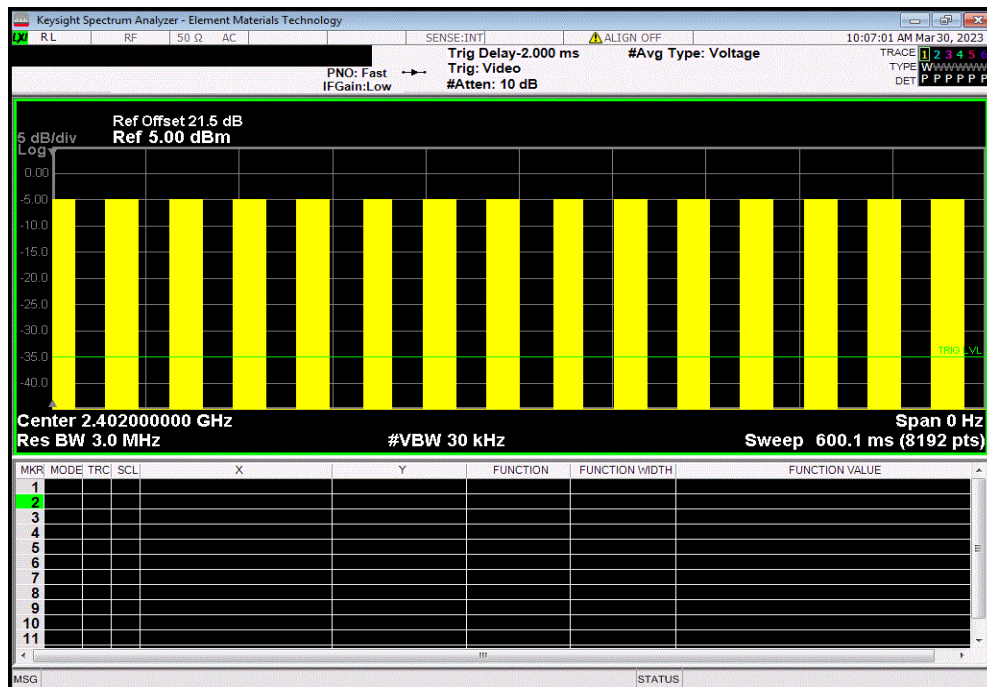 Keysight Spectrum Analyzer - Element Materials Technology
LXI RL RF 50 Ω AC SENSE:INT ALIGN OFF 10:07:01 AM Mar 30, 2023
Trig Delay-2.000 ms #Avg Type: Voltage TRACE 1 2 3 4 5 6
PNO: Fast Trig: Video TYPE WWWWWW
IFGain:Low #Atten: 10 dB DET P P P P P P
Ref Offset 21.5 dB
5 dB/div Ref 5.00 dBm
Log
0.00
-5.00
-10.0
-15.0
-20.0
-25.0
-30.0
-35.0 TRIG LVL
-40.0
Center 2.402000000 GHz Span 0 Hz
Res BW 3.0 MHz #VBW 30 kHz Sweep 600.1 ms (8192 pts)
MKR MODE TRC SCL X Y FUNCTION FUNCTION WIDTH FUNCTION VALUE
1
2
3
4
5
6
7
8
9
10
11
MSG STATUS